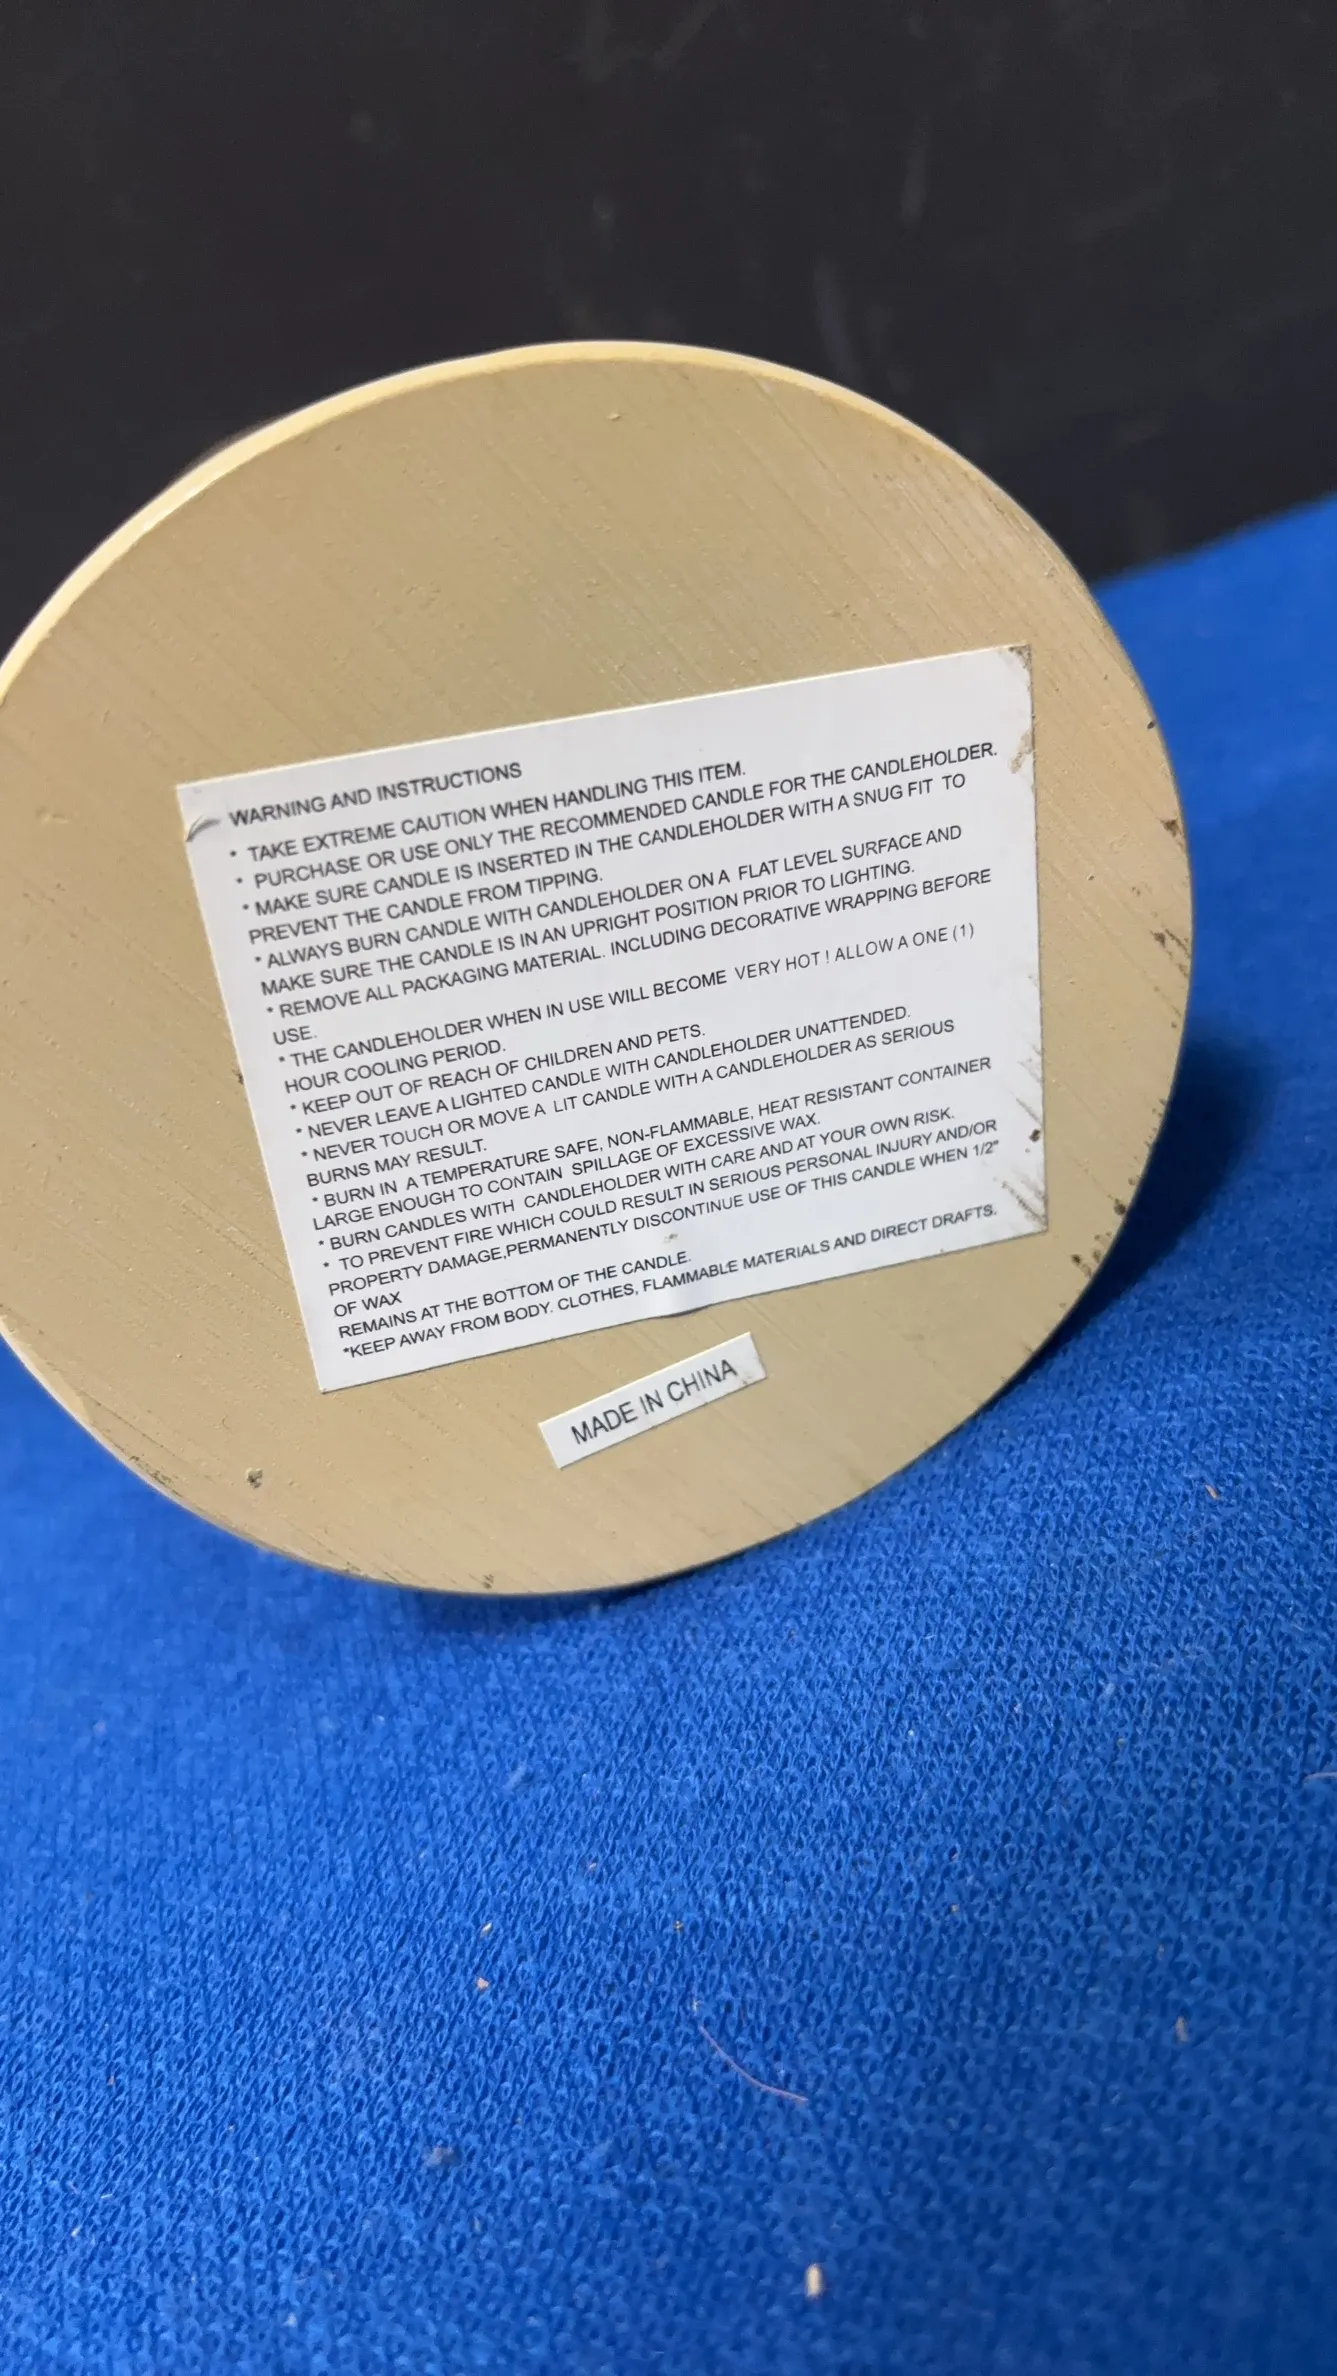 WARNING AND INSTRUCTIONS
* TAKE EXTREME CAUTION WHEN HANDLING THIS ITEM.
* PURCHASE OR USE ONLY THE RECOMMENDED CANDLE FOR THE CANDLEHOLDER.
* MAKE SURE CANDLE IS INSERTED IN THE CANDLEHOLDER WITH A SNUG FIT TO
PREVENT THE CANDLE FROM TIPPING.
* ALWAYS BURN CANDLE WITH CANDLEHOLDER ON A FLAT LEVEL SURFACE AND
MAKE SURE THE CANDLE IS IN AN UPRIGHT POSITION PRIOR TO LIGHTING.
* REMOVE ALL PACKAGING MATERIAL. INCLUDING DECORATIVE WRAPPING BEFORE
USE.
* THE CANDLEHOLDER WHEN IN USE WILL BECOME VERY HOT ! ALLOW A ONE (1)
HOUR COOLING PERIOD.
* KEEP OUT OF REACH OF CHILDREN AND PETS.
* NEVER LEAVE A LIGHTED CANDLE WITH CANDLEHOLDER UNATTENDED.
* NEVER TOUCH OR MOVE A LIT CANDLE WITH A CANDLEHOLDER AS SERIOUS
BURNS MAY RESULT.
* BURN IN A TEMPERATURE SAFE, NON-FLAMMABLE, HEAT RESISTANT CONTAINER
LARGE ENOUGH TO CONTAIN SPILLAGE OF EXCESSIVE WAX.
* BURN CANDLES WITH CANDLEHOLDER WITH CARE AND AT YOUR OWN RISK.
* TO PREVENT FIRE WHICH COULD RESULT IN SERIOUS PERSONAL INJURY AND/OR
PROPERTY DAMAGE,PERMANENTLY DISCONTINUE USE OF THIS CANDLE WHEN 1/2"
OF WAX
REMAINS AT THE BOTTOM OF THE CANDLE.
*KEEP AWAY FROM BODY. CLOTHES, FLAMMABLE MATERIALS AND DIRECT DRAFTS.
MADE IN CHINA